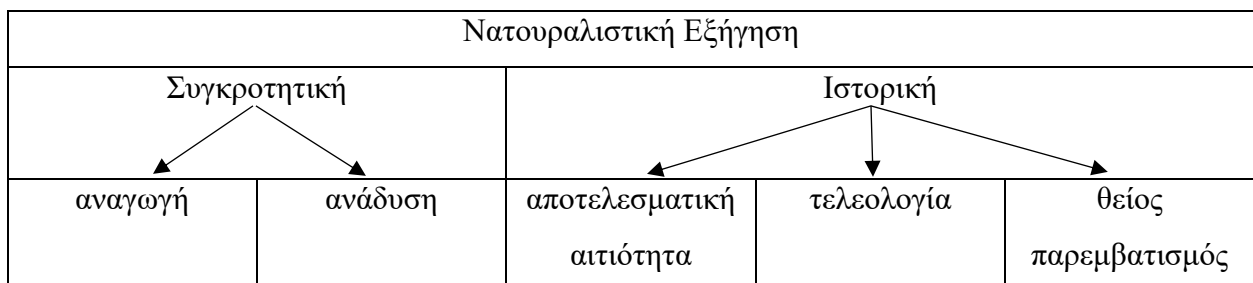 Νατουραλιστική Εξήγηση
Συγκροτητική
Ιστορική
αναγωγή
ανάδυση
αποτελεσματική
αιτιότητα
τελεολογία
θείος
παρεμβατισμός